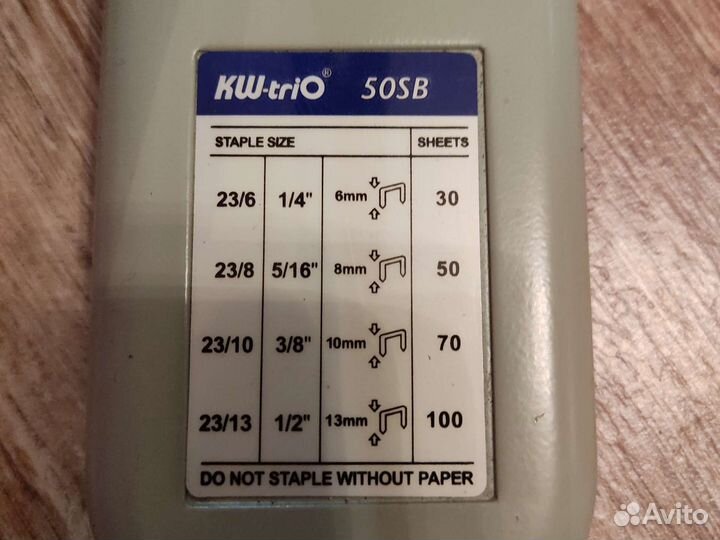 KW-triO® 50SB
STAPLE SIZE SHEETS
23/6 1/4" 6mm 30
23/8 5/16" 8mm 50
23/10 3/8" 10mm 70
23/13 1/2" 13mm 100
DO NOT STAPLE WITHOUT PAPER
Avito